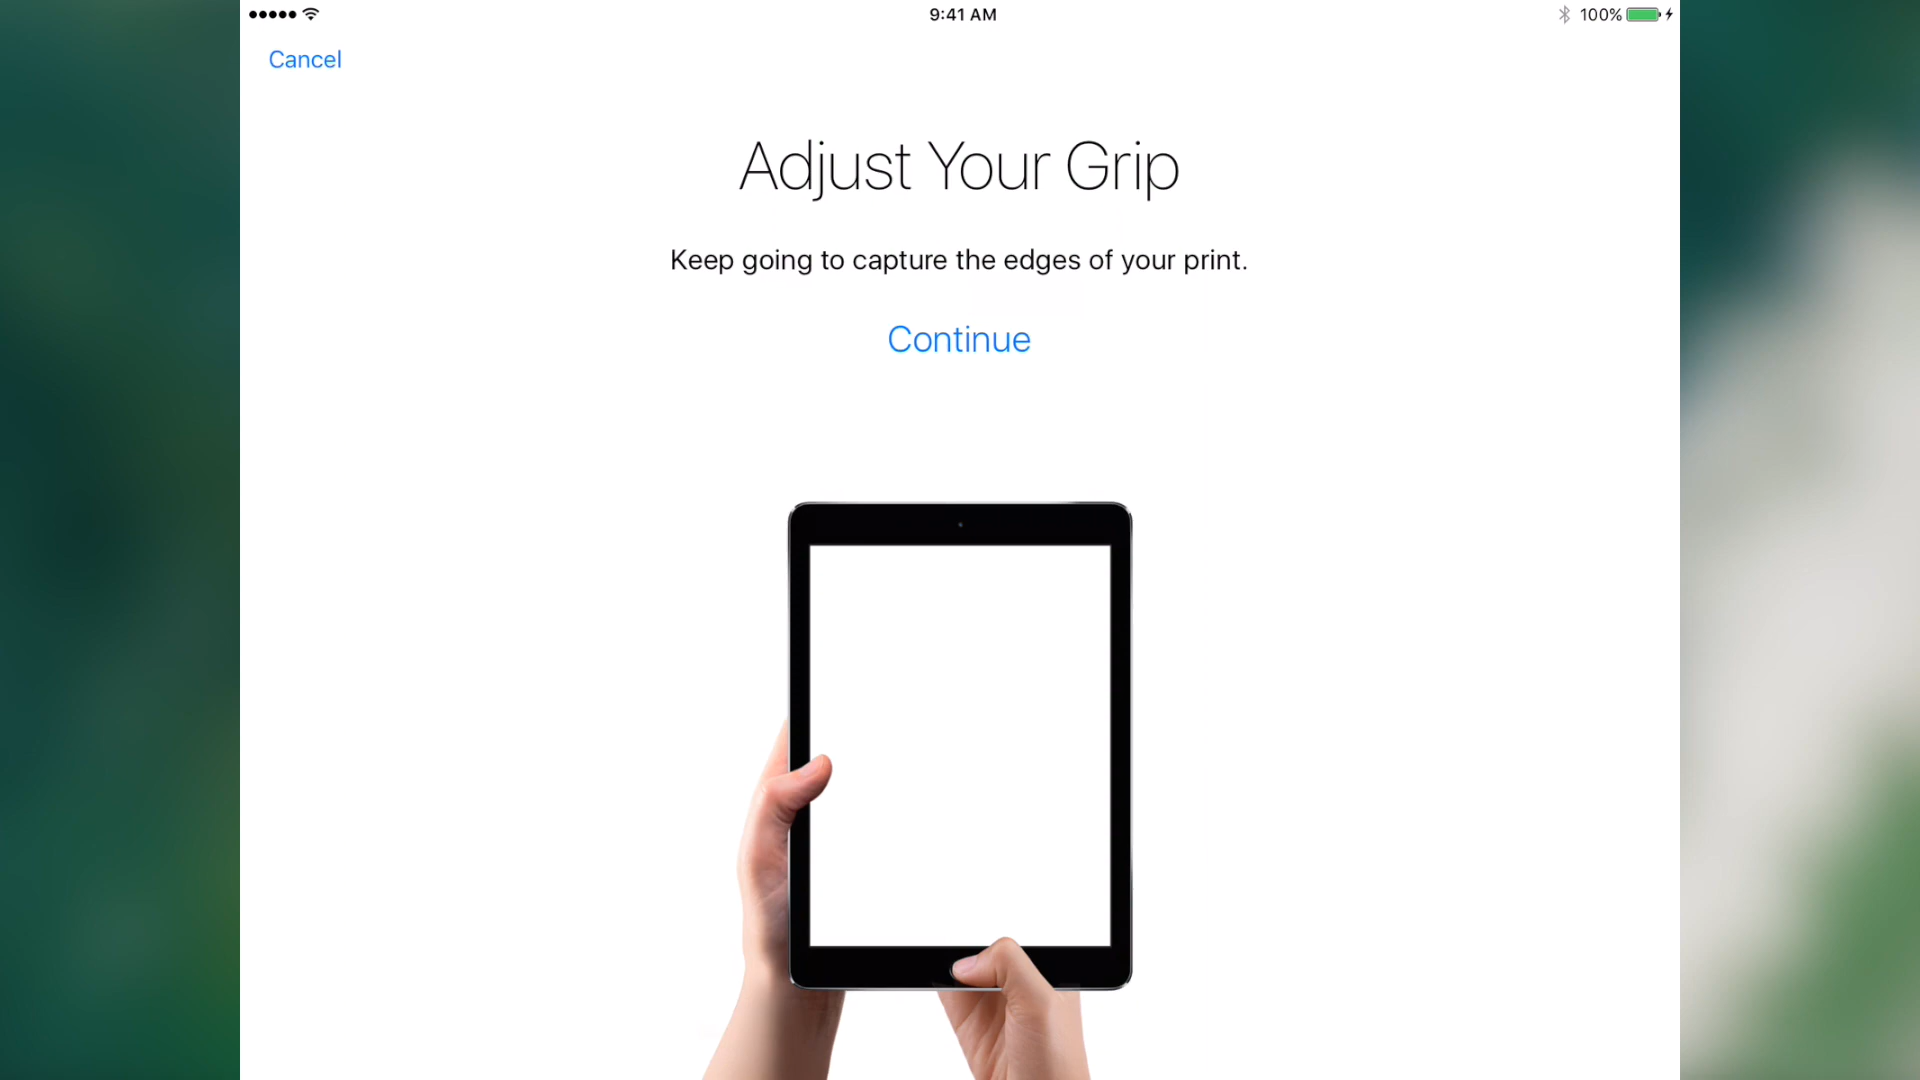 9:41 AM
100%
Cancel
Adjust Your Grip
Keep going to capture the edges of your print.
Continue